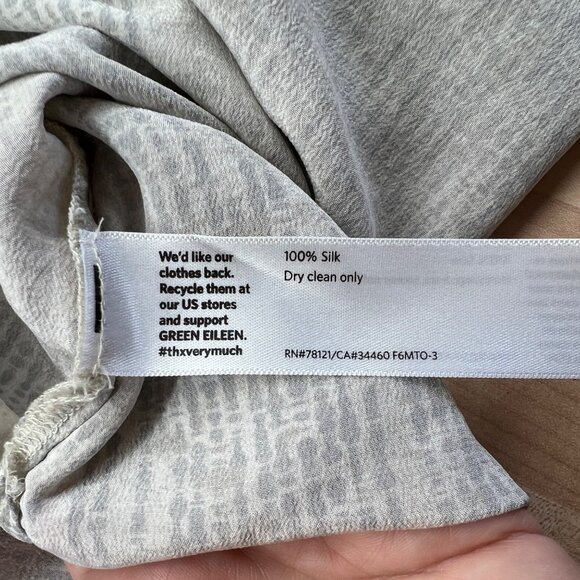 We'd like our
clothes back.
Recycle them at
our US stores
and support
GREEN EILEEN.
#thxverymuch
100% Silk
Dry clean only
RN#78121/CA#34460 F6MTO-3